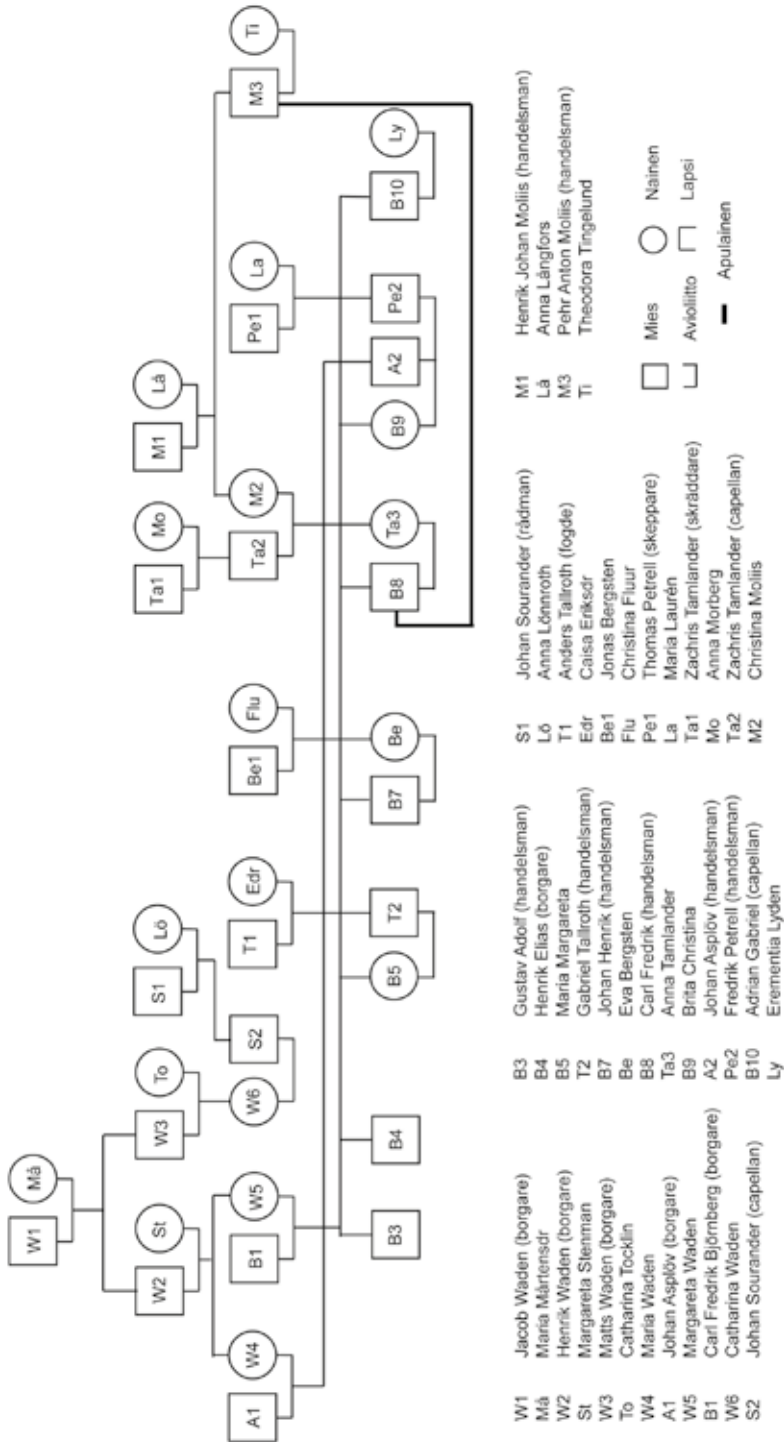 W1 Må
W2 St W3 To S1 Lö Ta1 Mo M1 Lå
A1 W4 B1 W5 W6 S2 T1 Edr Be1 Flu Ta2 M2 Pe1 La M3 Ti
B3 B4 B5 T2 B7 Be B8 Ta3 B9 A2 Pe2 B10 Ly
W1 Jacob Waden (borgare)
Må Maria Mårtensdr
W2 Henrik Waden (borgare)
St Margareta Stenman
W3 Matts Waden (borgare)
To Catharina Tocklin
W4 Maria Waden
A1 Johan Asplöv (borgare)
W5 Margareta Waden
B1 Carl Fredrik Björnberg (borgare)
W6 Catharina Waden
S2 Johan Sourander (capellan)
B3 Gustav Adolf (handelsman)
B4 Henrik Elias (borgare)
B5 Maria Margareta
T2 Gabriel Tallroth (handelsman)
B7 Johan Henrik (handelsman)
Be Eva Bergsten
B8 Carl Fredrik (handelsman)
Ta3 Anna Tamlander
B9 Brita Christina
A2 Johan Asplöv (handelsman)
Pe2 Fredrik Petrell (handelsman)
B10 Adrian Gabriel (capellan)
Ly Erementia Lyden
S1 Johan Sourander (rådman)
Lö Anna Lönnroth
T1 Anders Tallroth (fogde)
Edr Caisa Eriksdr
Be1 Jonas Bergsten
Flu Christina Fluur
Pe1 Thomas Petrell (skeppare)
La Maria Laurén
Ta1 Zachris Tamlander (skräddare)
Mo Anna Morberg
Ta2 Zachris Tamlander (capellan)
M2 Christina Moliis
M1 Henrik Johan Moliis (handelsman)
Lå Anna Långfors
M3 Pehr Anton Moliis (handelsman)
Ti Theodora Tingelund
Mies Nainen
Avioliitto Lapsi
Apulainen